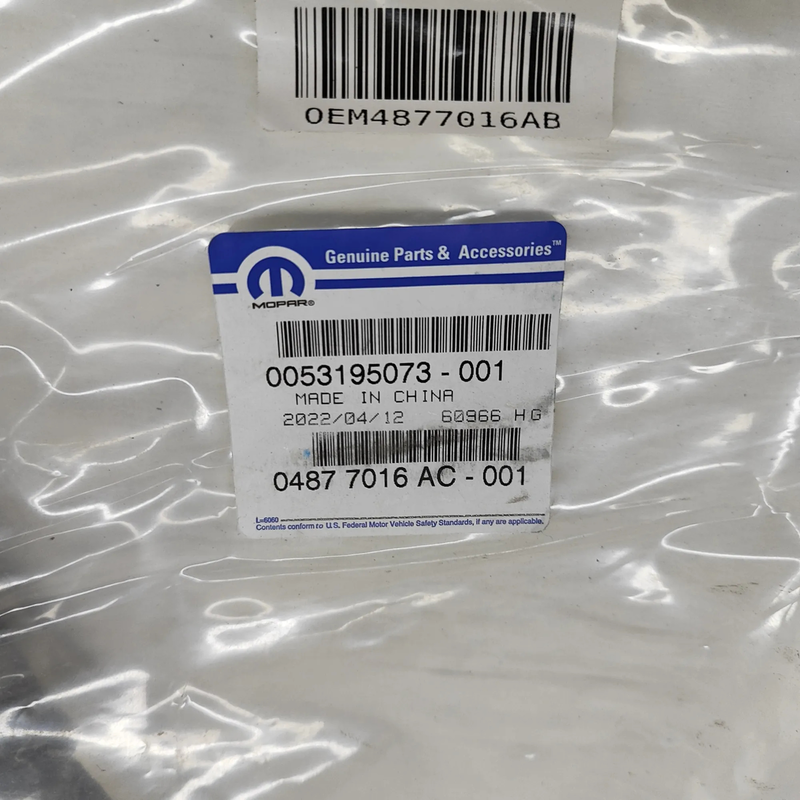 OEM4877016AB
Genuine Parts & Accessories™
MOPAR®
0053195073 - 001
MADE IN CHINA
2022/04/12 60966 HG
0487 7016 AC - 001
L=6060
Contents conform to U.S. Federal Motor Vehicle Safety Standards, if any are applicable.